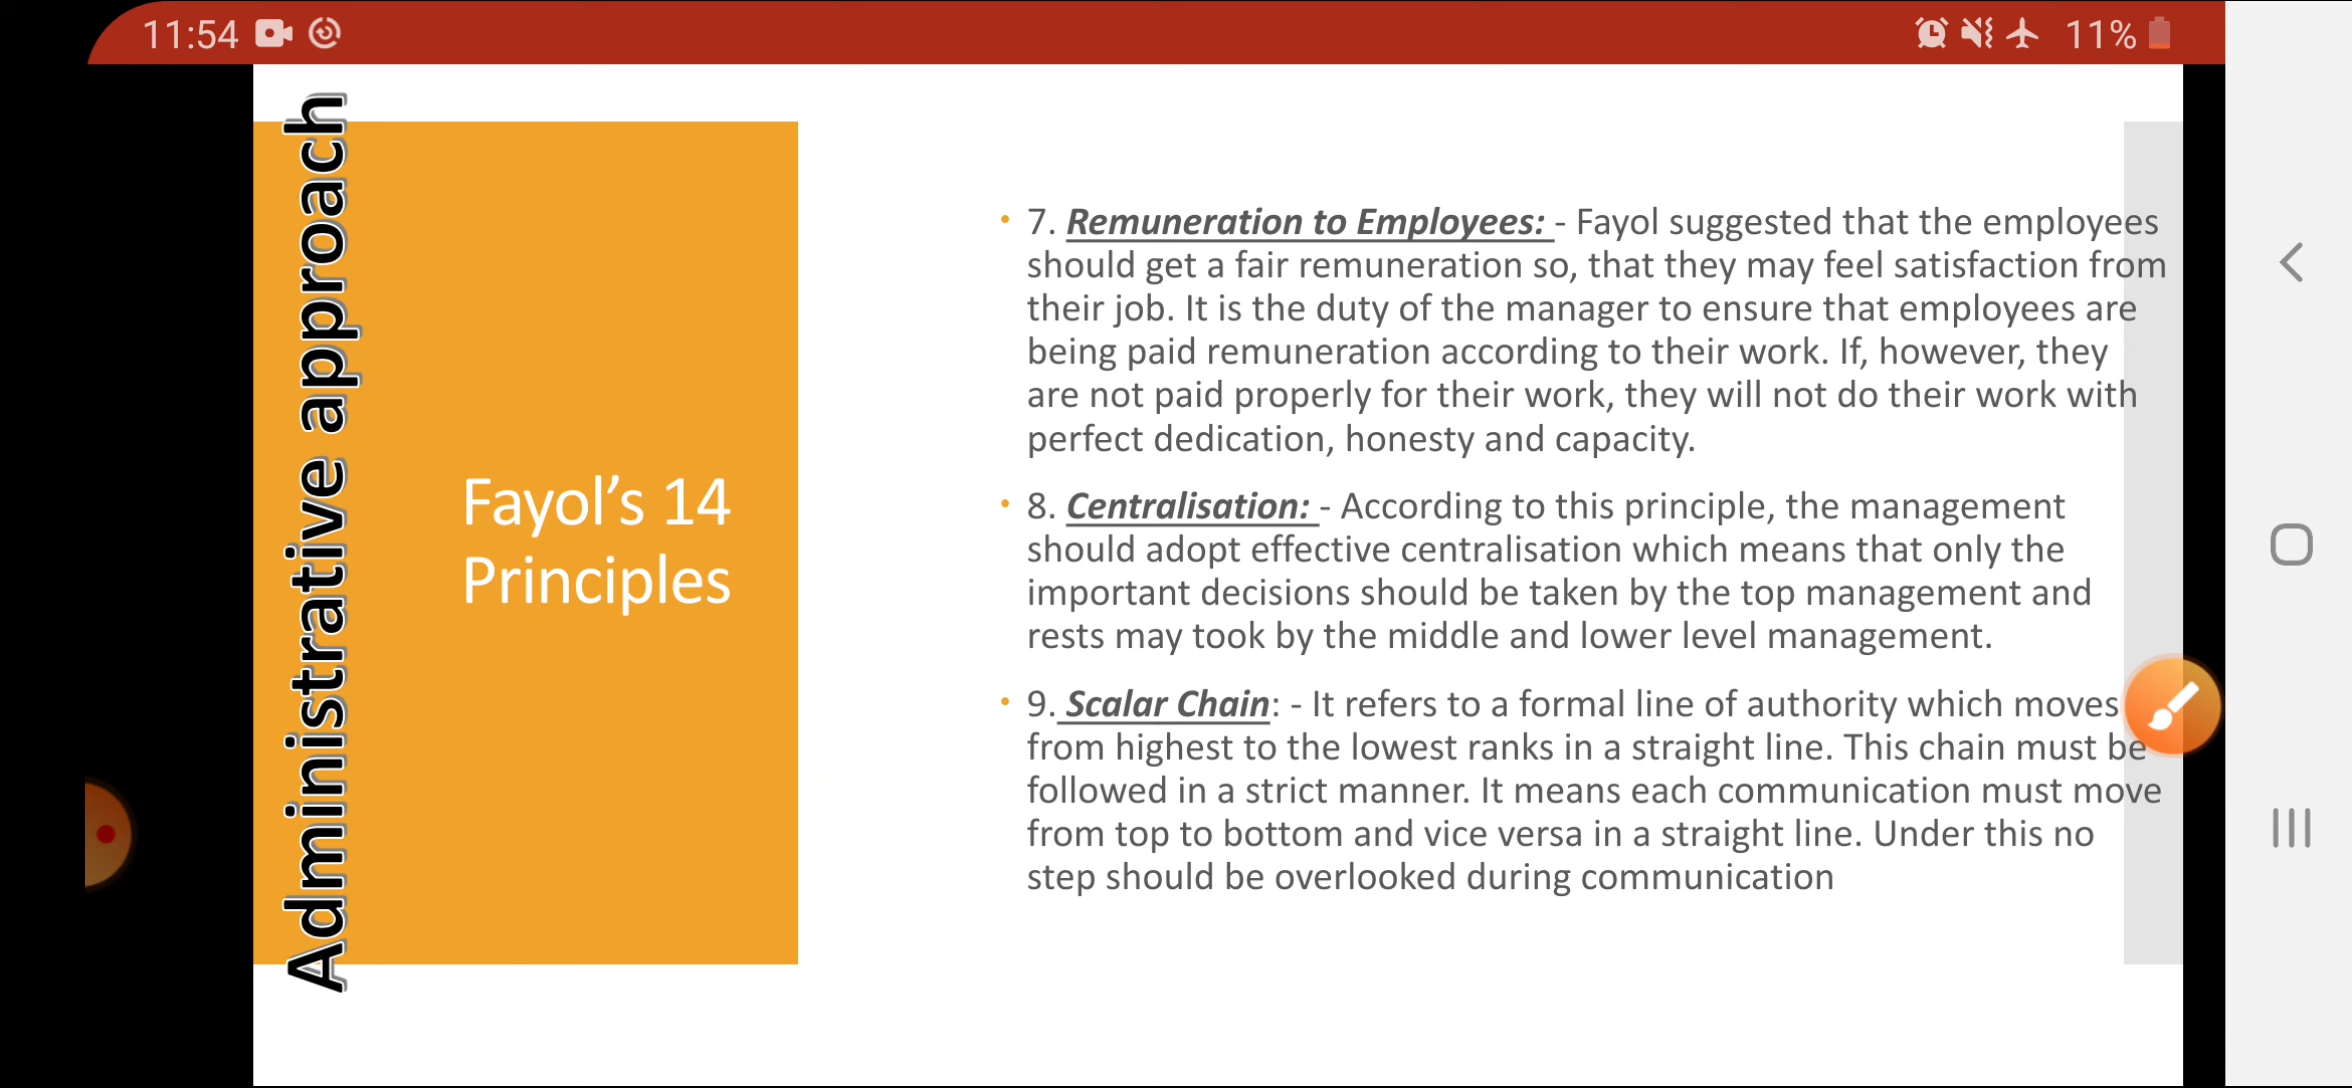 11:54
11%
Administrative approach
Fayol’s 14
Principles
• 7. Remuneration to Employees: - Fayol suggested that the employees
should get a fair remuneration so, that they may feel satisfaction from
their job. It is the duty of the manager to ensure that employees are
being paid remuneration according to their work. If, however, they
are not paid properly for their work, they will not do their work with
perfect dedication, honesty and capacity.
• 8. Centralisation: - According to this principle, the management
should adopt effective centralisation which means that only the
important decisions should be taken by the top management and
rests may took by the middle and lower level management.
• 9. Scalar Chain: - It refers to a formal line of authority which moves
from highest to the lowest ranks in a straight line. This chain must be
followed in a strict manner. It means each communication must move
from top to bottom and vice versa in a straight line. Under this no
step should be overlooked during communication